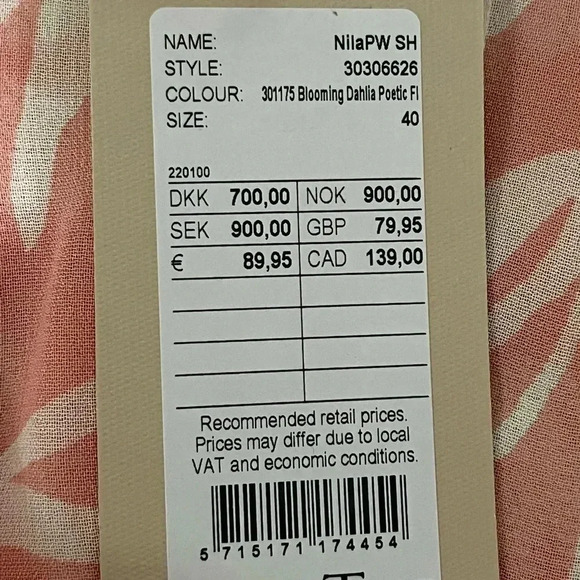 NAME: NilaPW SH
STYLE: 30306626
COLOUR: 301175 Blooming Dahlia Poetic Fl
SIZE: 40
220100
DKK 700,00 NOK 900,00
SEK 900,00 GBP 79,95
€ 89,95 CAD 139,00
Recommended retail prices.
Prices may differ due to local
VAT and economic conditions.
5 715171 174454